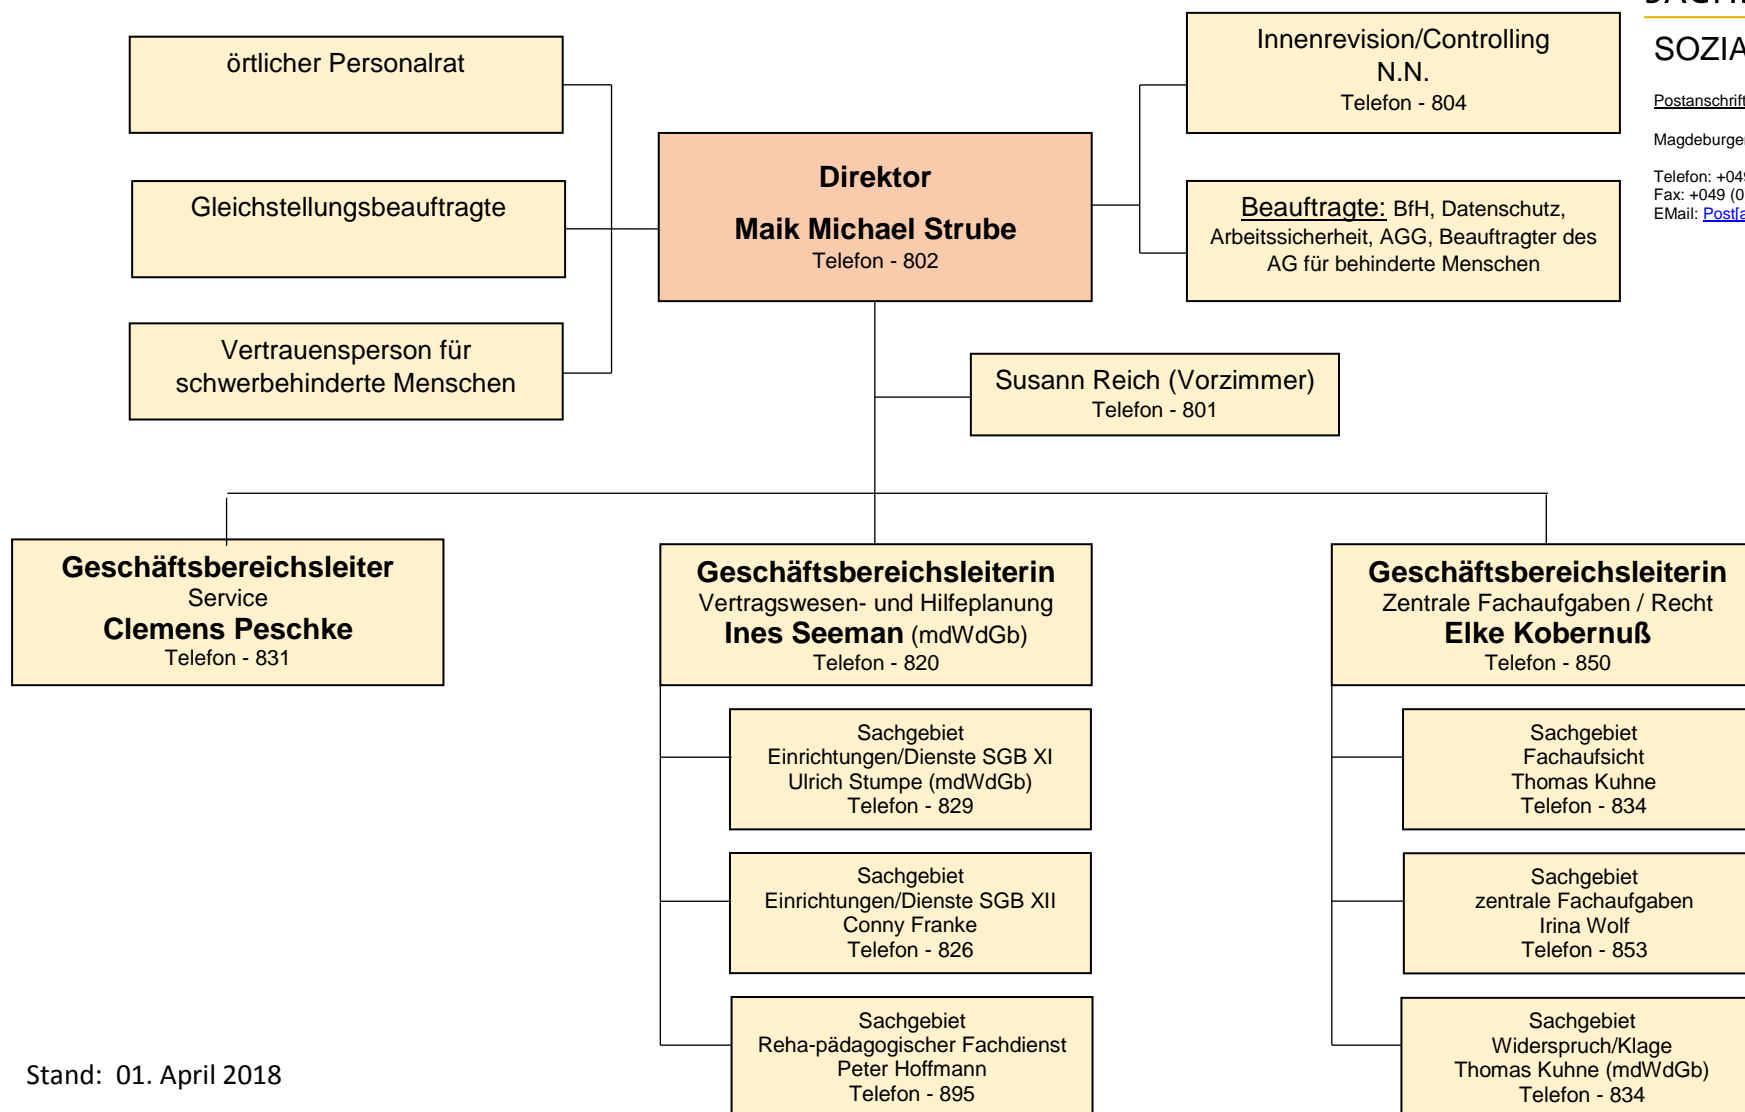 örtlicher Personalrat
Gleichstellungsbeauftragte
Vertrauensperson für
schwerbehinderte Menschen
Direktor
Maik Michael Strube
Telefon - 802
Innenrevision/Controlling
N.N.
Telefon - 804
Beauftragte: BfH, Datenschutz,
Arbeitssicherheit, AGG, Beauftragter des
AG für behinderte Menschen
SOZIA
Postanschrift
Magdeburger
Telefon: +049
Fax: +049 (0
EMail: Post[a
Susann Reich (Vorzimmer)
Telefon - 801
Geschäftsbereichsleiter
Service
Clemens Peschke
Telefon - 831
Geschäftsbereichsleiterin
Vertragswesen- und Hilfeplanung
Ines Seeman (mdWdGb)
Telefon - 820
Sachgebiet
Einrichtungen/Dienste SGB XI
Ulrich Stumpe (mdWdGb)
Telefon - 829
Sachgebiet
Einrichtungen/Dienste SGB XII
Conny Franke
Telefon - 826
Sachgebiet
Reha-pädagogischer Fachdienst
Peter Hoffmann
Telefon - 895
Geschäftsbereichsleiterin
Zentrale Fachaufgaben / Recht
Elke Kobernuß
Telefon - 850
Sachgebiet
Fachaufsicht
Thomas Kuhne
Telefon - 834
Sachgebiet
zentrale Fachaufgaben
Irina Wolf
Telefon - 853
Sachgebiet
Widerspruch/Klage
Thomas Kuhne (mdWdGb)
Telefon - 834
Stand: 01. April 2018